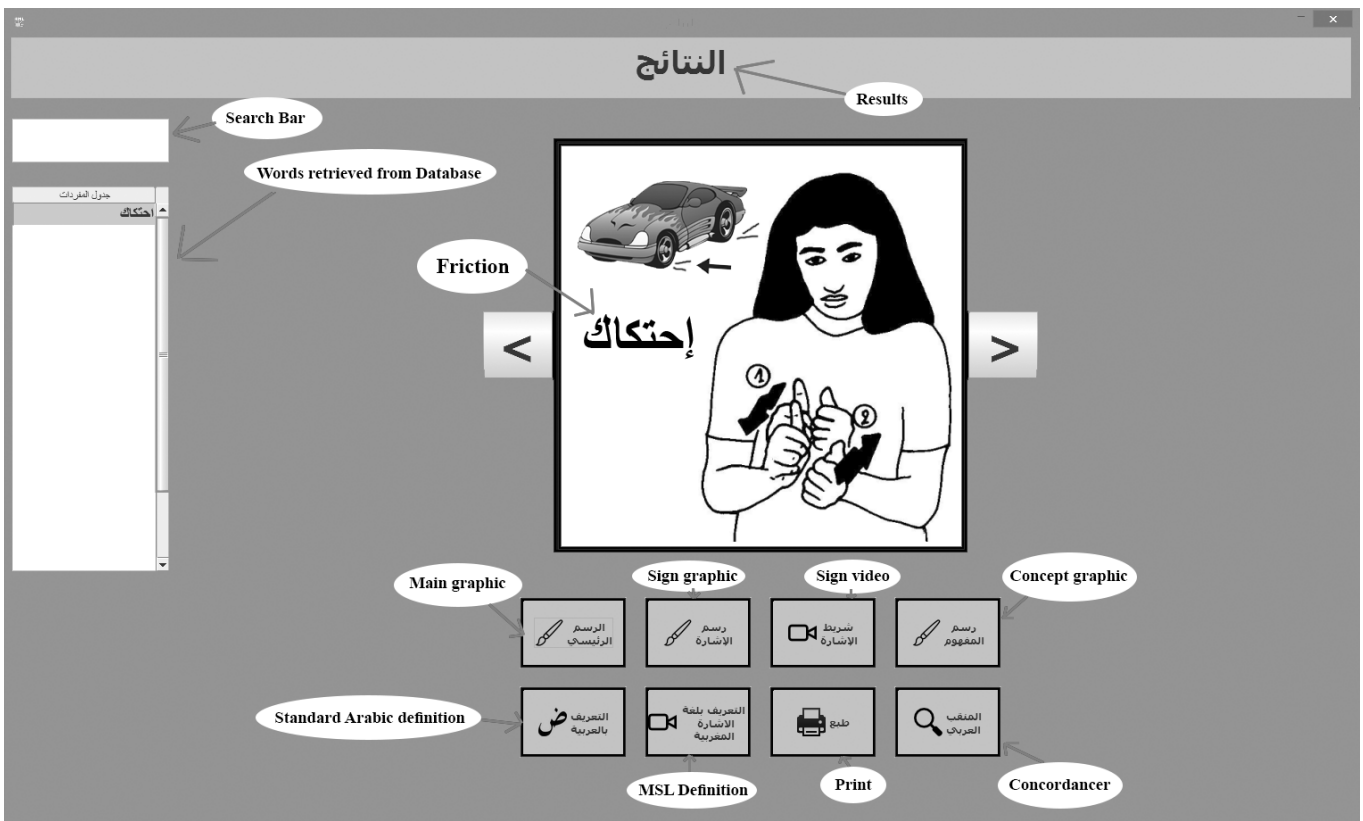 النتائج
Results
Search Bar
Words retrieved from Database
جدول المفردات
احتكاك
Friction
إحتكاك
<
>
1
2
Main graphic
Sign graphic
Sign video
Concept graphic
الرسم
الرئيسي
رسم
الإشارة
شريط
الإشارة
رسم
المفهوم
Standard Arabic definition
ض
التعريف
بالعربية
التعريف بلغة
الاشارة
المغربية
طبع
المنقب
العربي
MSL Definition
Print
Concordancer